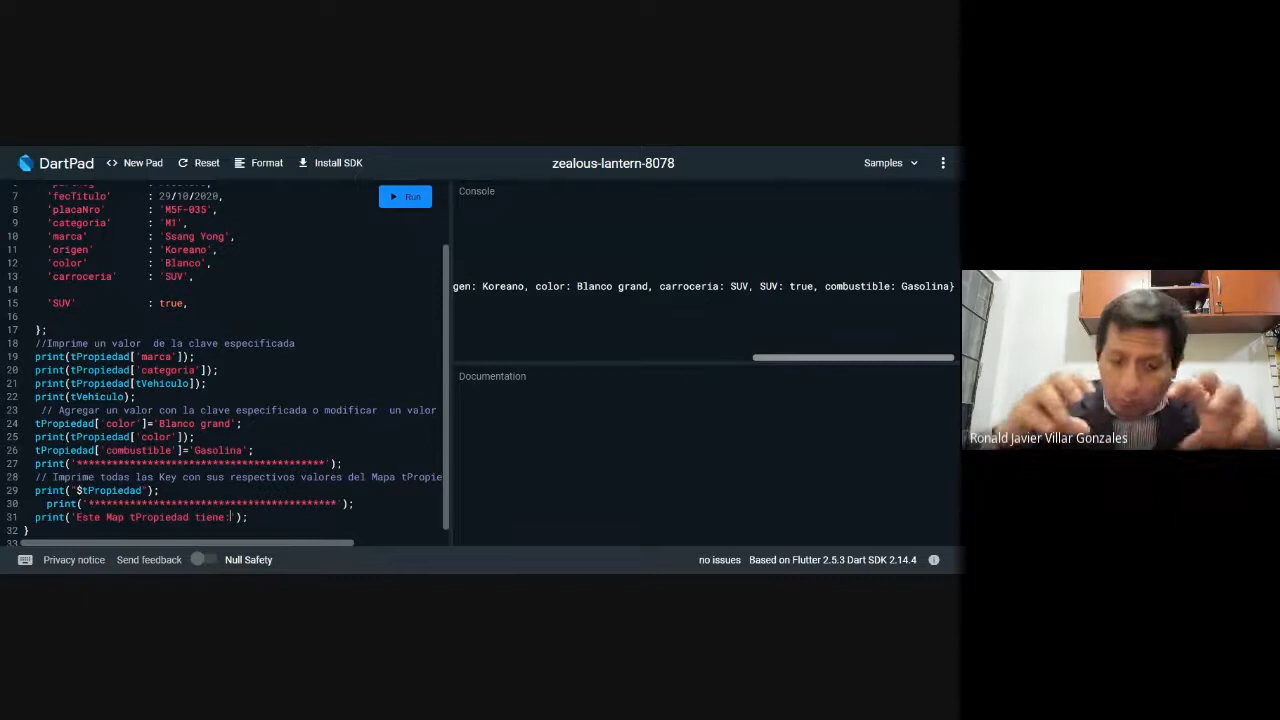 DartPad
<> New Pad
Reset
Format
Install SDK
zealous-lantern-8078
Samples
7 'fecTitulo' : 29/10/2020,
8 'placaNro' : 'M5F-035',
9 'categoria' : 'M1',
10 'marca' : 'Ssang Yong',
11 'origen' : 'Koreano',
12 'color' : 'Blanco',
13 'carroceria' : 'SUV',
14
15 'SUV' : true,
16
17 };
18 //Imprime un valor de la clave especificada
19 print(tPropiedad['marca']);
20 print(tPropiedad['categoria']);
21 print(tPropiedad[tVehiculo]);
22 print(tVehiculo);
23 // Agregar un valor con la clave especificada o modificar un valor
24 tPropiedad['color']='Blanco grand';
25 print(tPropiedad['color']);
26 tPropiedad['combustible']='Gasolina';
27 print('******************************************');
28 // Imprime todas las Key con sus respectivos valores del Mapa tPropie
29 print("$tPropiedad");
30 print('******************************************');
31 print('Este Map tPropiedad tiene:');
32 }
33
Run
Console
gen: Koreano, color: Blanco grand, carroceria: SUV, SUV: true, combustible: Gasolina}
Documentation
Privacy notice
Send feedback
Null Safety
no issues
Based on Flutter 2.5.3 Dart SDK 2.14.4
Ronald Javier Villar Gonzales